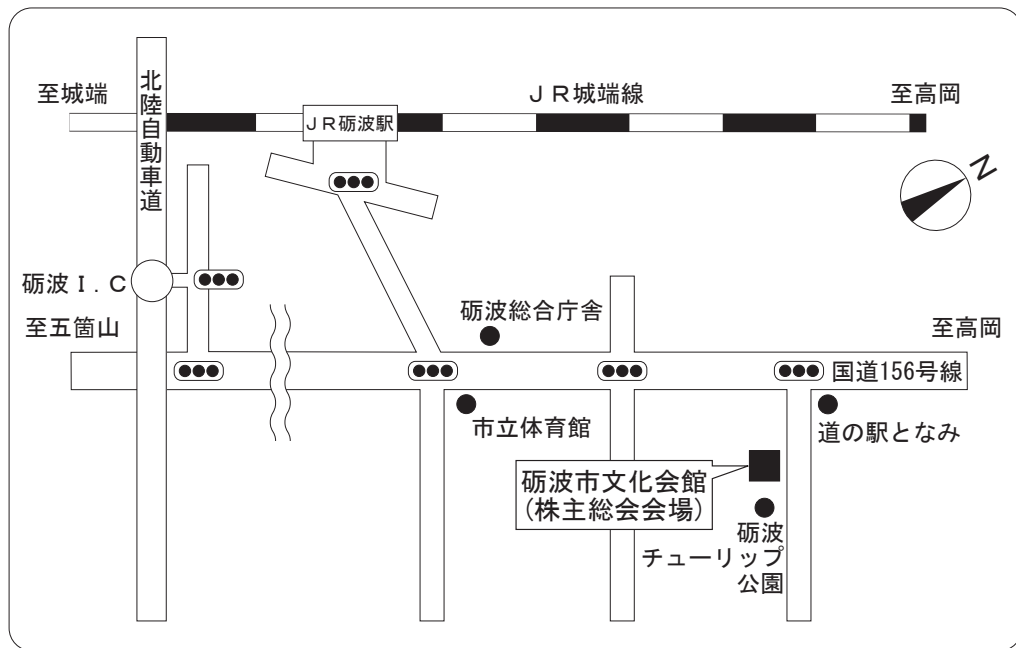 至城端
北陸自動車道
JR城端線
至高岡
JR砺波駅
N
砺波I.C
至五箇山
砺波総合庁舎
至高岡
国道156号線
市立体育館
道の駅となみ
砺波市文化会館
(株主総会会場)
砺波
チューリップ
公園